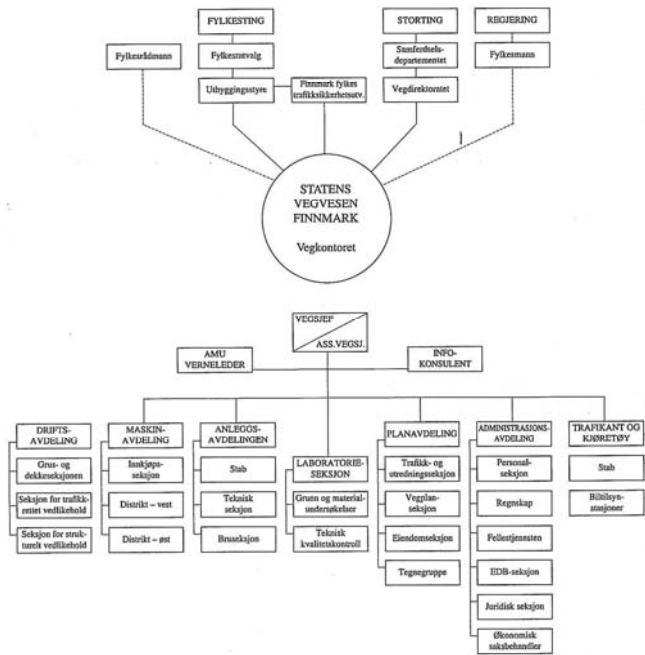 FYLKESTING
STORTING
REGJERING
Fylkesrådmann
Fylkesutvalg
Samferdsels-
departementet
Fylkesmann
Utbyggingsstyre
Finnmark fylkes
trafikksikkerhetsutv.
Vegdirektoratet
STATENS
VEGVESEN
FINNMARK
Vegkontoret
VEGSJEF
ASS.VEGSJ.
AMU
VERNELEDER
INFO-
KONSULENT
DRIFTS-
AVDELING
Grus- og
dekkeseksjonen
Seksjon for trafikk-
rettet vedlikehold
Seksjon for struk-
turelt vedlikehold
MASKIN-
AVDELING
Innkjøps-
seksjon
Distrikt – vest
Distrikt – øst
ANLEGGS-
AVDELINGEN
Stab
Teknisk
seksjon
Bruseksjon
LABORATORIE-
SEKSJON
Grunn og material-
undersøkelser
Teknisk
kvalitetskontroll
PLANAVDELING
Trafikk- og
utredningsseksjon
Vegplan-
seksjon
Eiendomseksjon
Tegnegruppe
ADMINISTRASJONS-
AVDELING
Personal-
seksjon
Regnskap
Fellestjenesten
EDB-seksjon
Juridisk seksjon
Økonomisk
saksbehandler
TRAFIKANT OG
KJØRETØY
Stab
Biltilsyn-
stasjoner